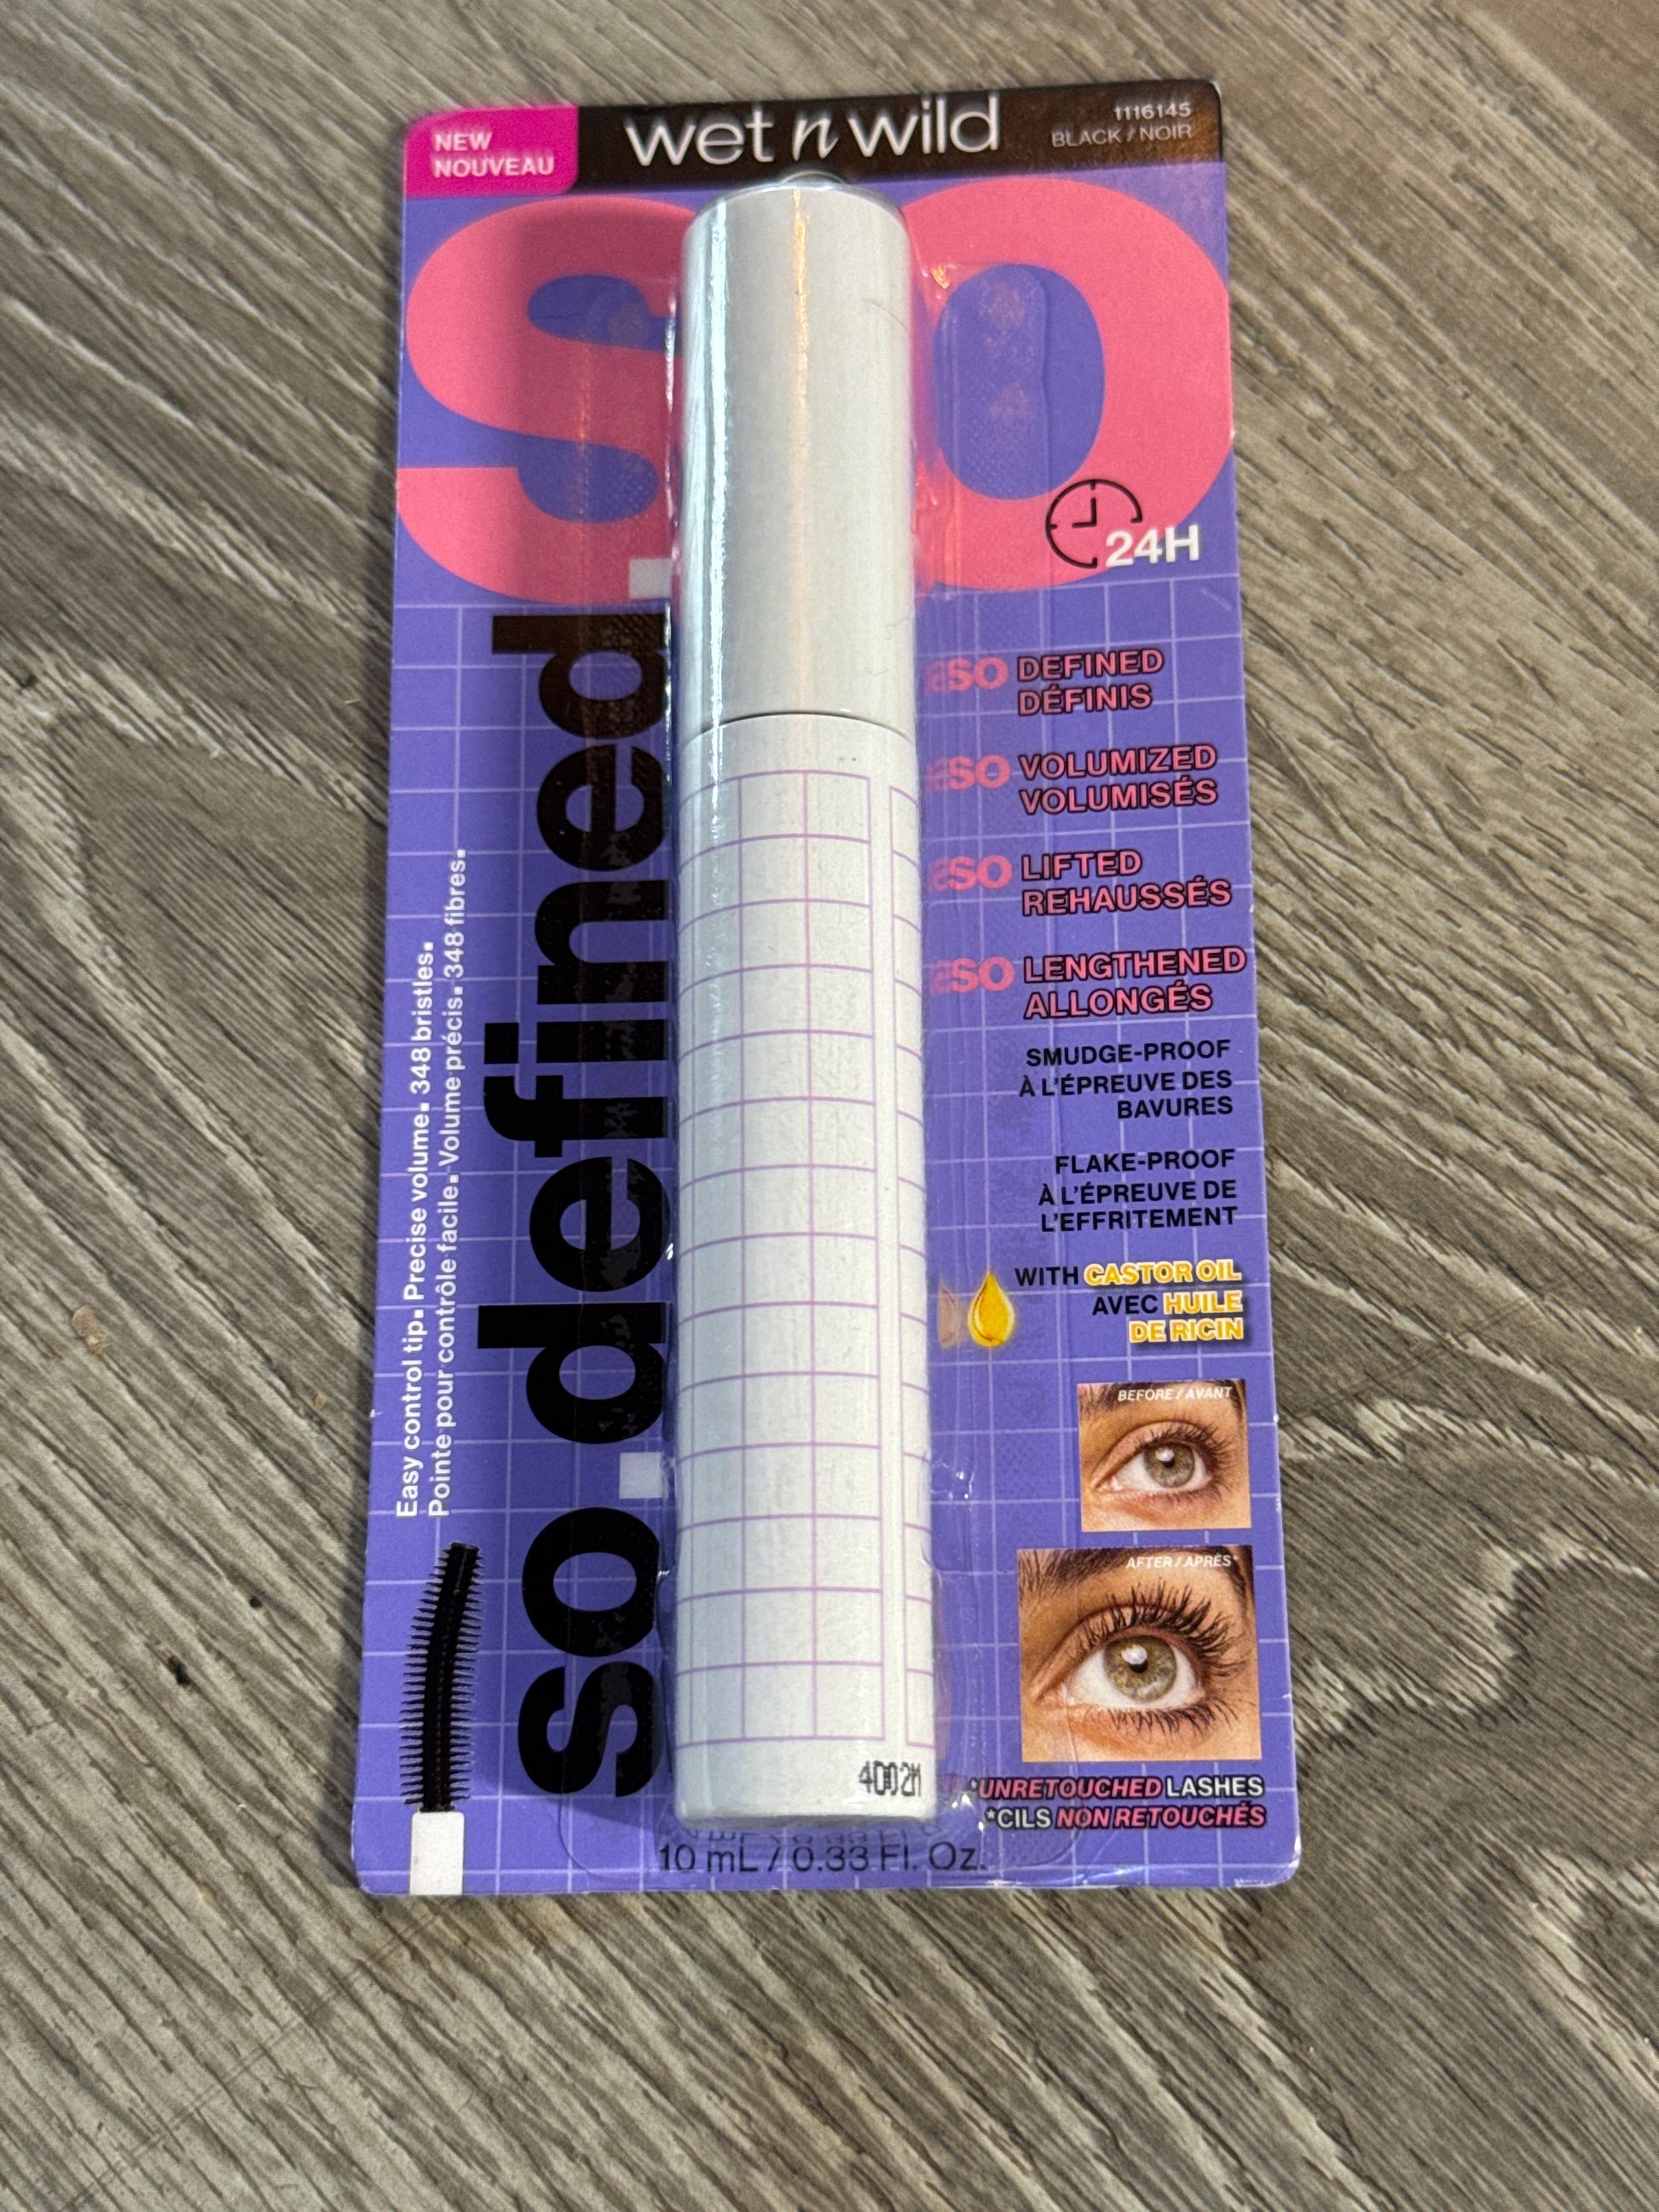 NEW
NOUVEAU
wet n wild
1116145
BLACK / NOIR
SO
24H
so.defined.
Easy control tip. Precise volume. 348 bristles.
Pointe pour contrôle facile. Volume précis. 348 fibres.
SO DEFINED
DÉFINIS
SO VOLUMIZED
VOLUMISÉS
SO LIFTED
REHAUSSÉS
SO LENGTHENED
ALLONGÉS
SMUDGE-PROOF
À L'ÉPREUVE DES
BAVURES
FLAKE-PROOF
À L'ÉPREUVE DE
L'EFFRITEMENT
WITH CASTOR OIL
AVEC HUILE
DE RICIN
BEFORE / AVANT
AFTER / APRÈS*
*UNRETOUCHED LASHES
*CILS NON RETOUCHÉS
4D02M
10 mL / 0.33 Fl. Oz.